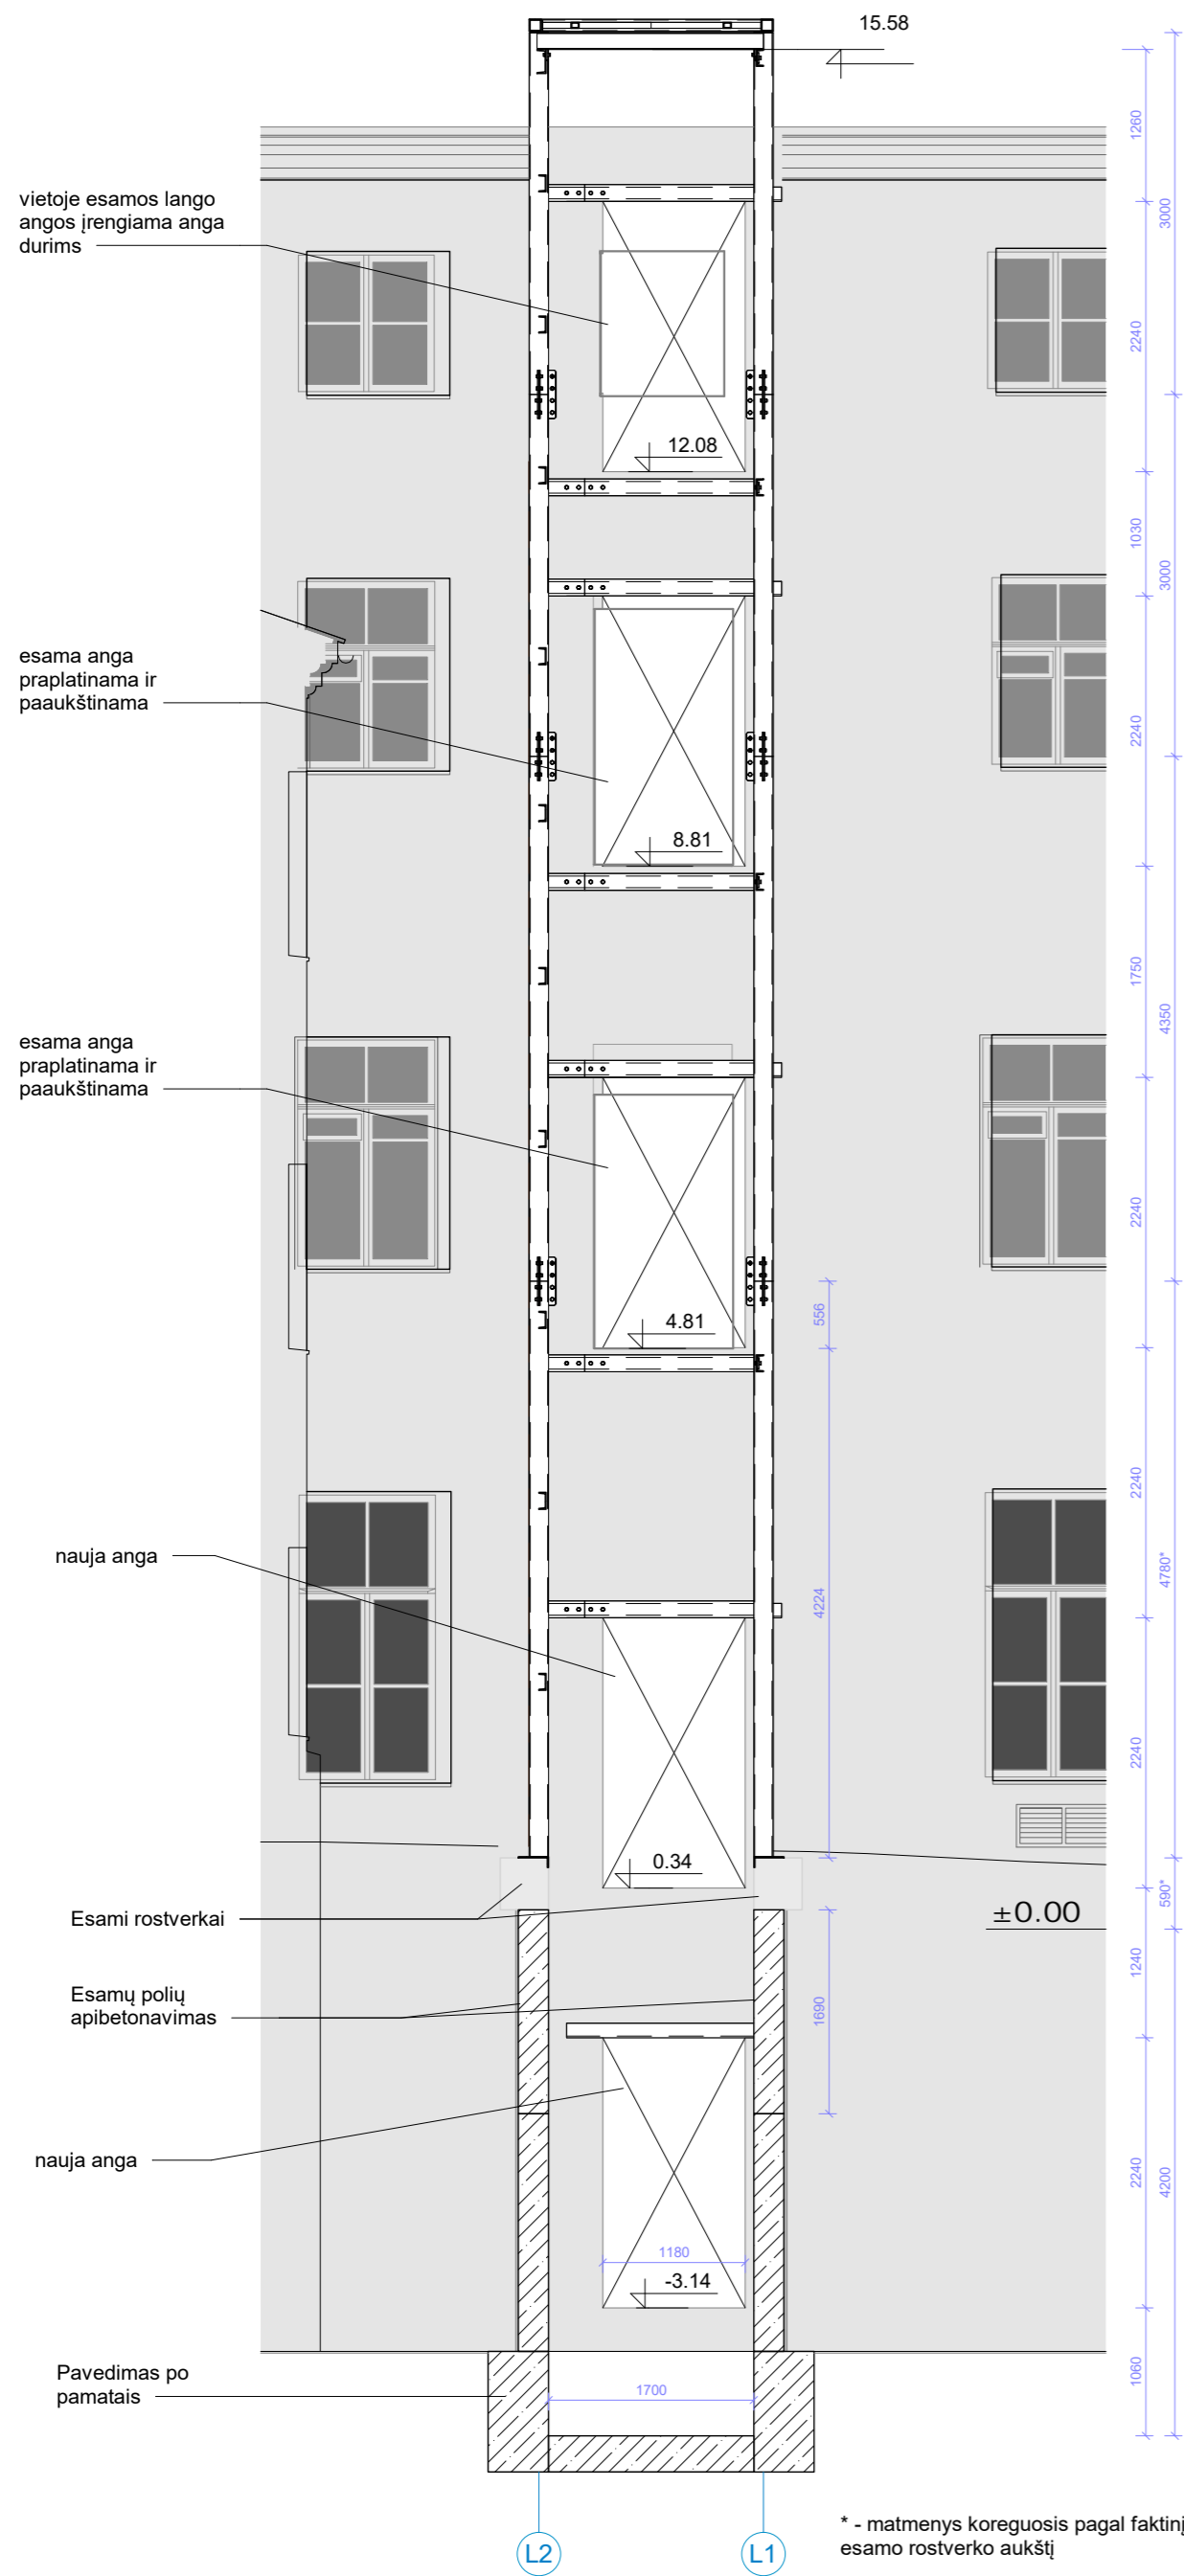 15.58
1260
vietoje esamos lango
angos įrengiama anga
durims
3000
2240
12.08
1030
3000
esama anga
praplatinama ir
paaukštinama
2240
8.81
1750
4350
esama anga
praplatinama ir
paaukštinama
2240
556
4.81
2240
nauja anga
4780*
4224
2240
0.34
590*
Esami rostverkai
±0.00
1240
Esamų polių
apibetonavimas
1690
nauja anga
2240
4200
1180
-3.14
Pavedimas po
pamatais
1700
1060
* - matmenys koreguosis pagal faktinį
esamo rostverko aukštį
L2
L1